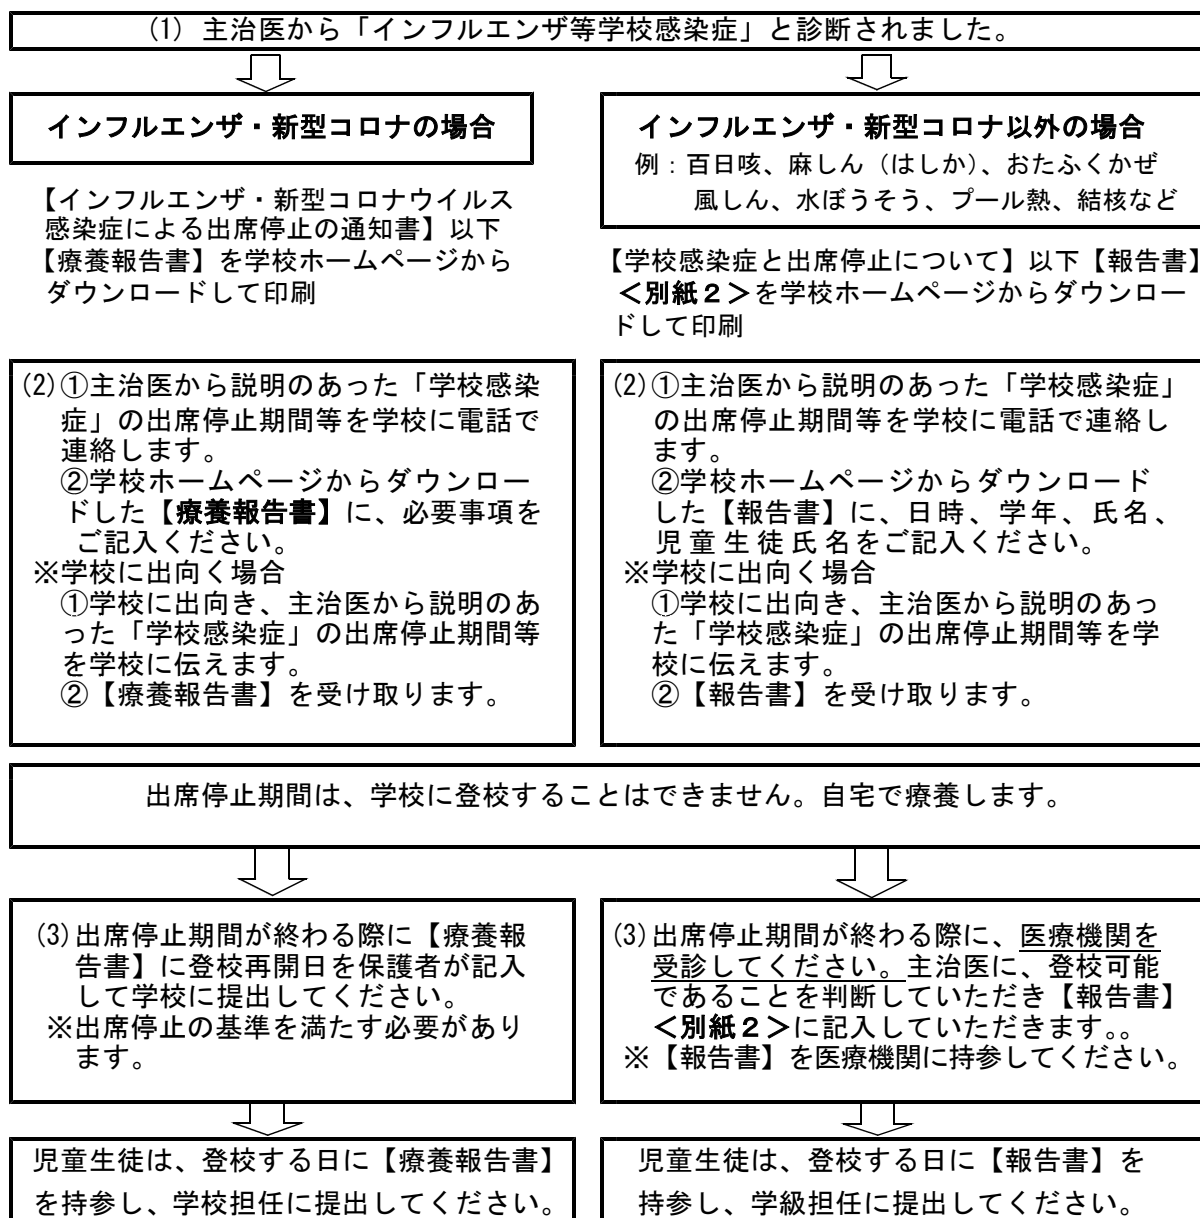 (1) 主治医から「インフルエンザ等学校感染症」と診断されました。
インフルエンザ・新型コロナの場合
【インフルエンザ・新型コロナウイルス
感染症による出席停止の通知書】以下
【療養報告書】を学校ホームページから
ダウンロードして印刷
インフルエンザ・新型コロナ以外の場合
例：百日咳、麻しん（はしか）、おたふくかぜ
風しん、水ぼうそう、プール熱、結核など
【学校感染症と出席停止について】以下【報告書】
＜別紙２＞を学校ホームページからダウンロー
ドして印刷
(2)①主治医から説明のあった「学校感染
症」の出席停止期間等を学校に電話で
連絡します。
②学校ホームページからダウンロー
ドした【療養報告書】に、必要事項を
ご記入ください。
※学校に出向く場合
①学校に出向き、主治医から説明のあ
った「学校感染症」の出席停止期間等
を学校に伝えます。
②【療養報告書】を受け取ります。
(2)①主治医から説明のあった「学校感染症」
の出席停止期間等を学校に電話で連絡し
ます。
②学校ホームページからダウンロード
した【報告書】に、日時、学年、氏名、
児童生徒氏名をご記入ください。
※学校に出向く場合
①学校に出向き、主治医から説明のあっ
た「学校感染症」の出席停止期間等を学
校に伝えます。
②【報告書】を受け取ります。
出席停止期間は、学校に登校することはできません。自宅で療養します。
(3)出席停止期間が終わる際に【療養報
告書】に登校再開日を保護者が記入
して学校に提出してください。
※出席停止の基準を満たす必要があり
ます。
(3)出席停止期間が終わる際に、医療機関を
受診してください。主治医に、登校可能
であることを判断していただき【報告書】
＜別紙２＞に記入していただきます。。
※【報告書】を医療機関に持参してください。
児童生徒は、登校する日に【療養報告書】
を持参し、学校担任に提出してください。
児童生徒は、登校する日に【報告書】を
持参し、学級担任に提出してください。